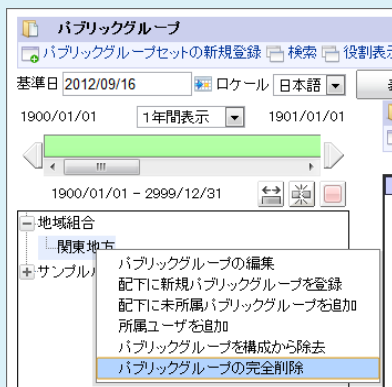 パブリックグループ
パブリックグループセットの新規登録 検索 役割表示
基準日 2012/09/16 ロケール 日本語
1900/01/01 1年間表示 1901/01/01
1900/01/01 - 2999/12/31
地域組合
関東地方
サンプル
パブリックグループの編集
配下に新規パブリックグループを登録
配下に未所属パブリックグループを追加
所属ユーザを追加
パブリックグループを構成から除去
パブリックグループの完全削除